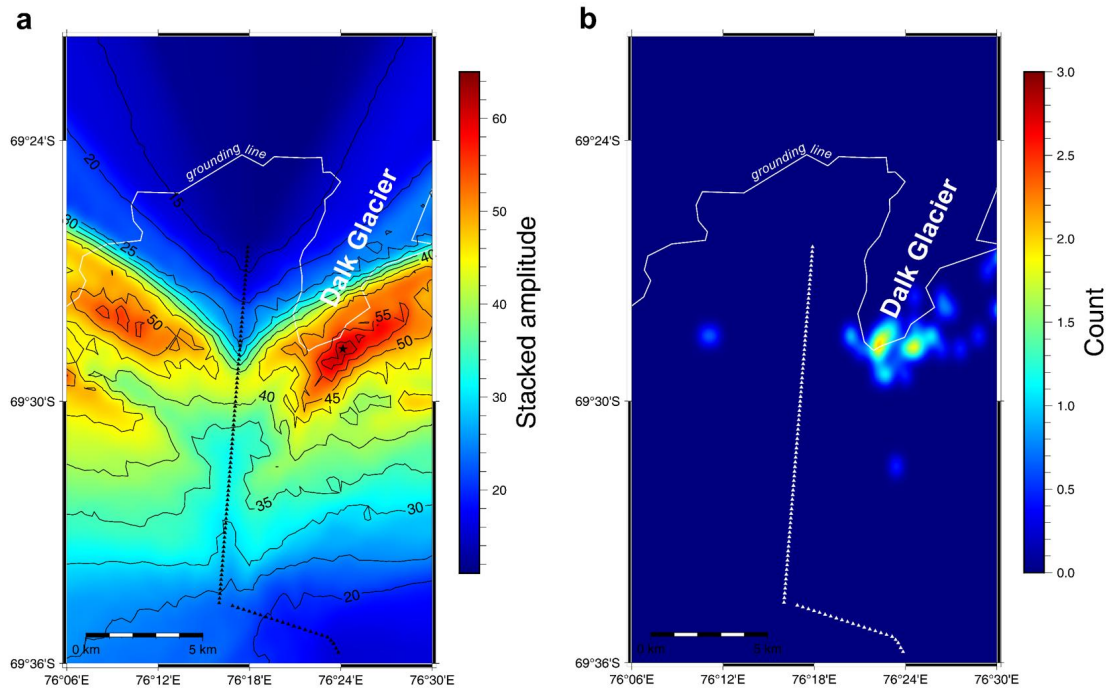 a
69°24'S
69°30'S
69°36'S
76°06'E
76°12'E
76°18'E
76°24'E
76°30'E
grounding line
Dalk Glacier
20
15
30
25
40
50
55
50
40
45
35
30
20
0 km
5 km
60
50
40
30
20
Stacked amplitude
b
69°24'S
69°30'S
69°36'S
76°06'E
76°12'E
76°18'E
76°24'E
76°30'E
grounding line
Dalk Glacier
0 km
5 km
3.0
2.5
2.0
1.5
1.0
0.5
0.0
Count